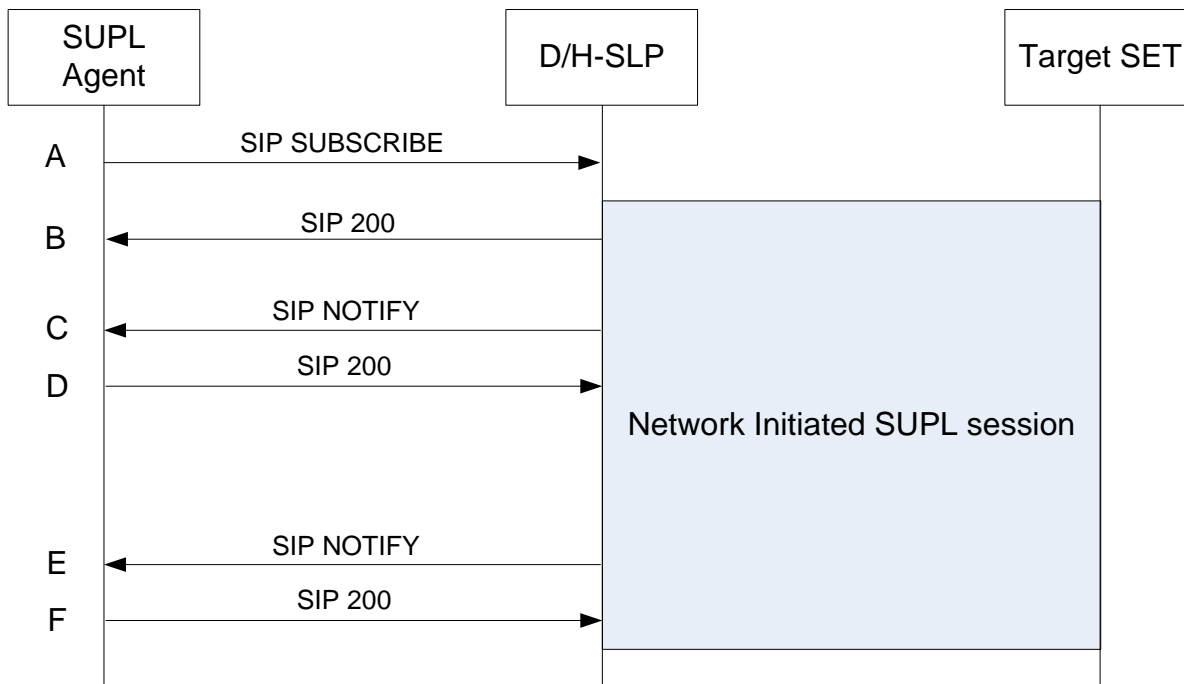 SUPL
Agent
D/H-SLP
Target SET
A
SIP SUBSCRIBE
B
SIP 200
C
SIP NOTIFY
D
SIP 200
Network Initiated SUPL session
E
SIP NOTIFY
F
SIP 200